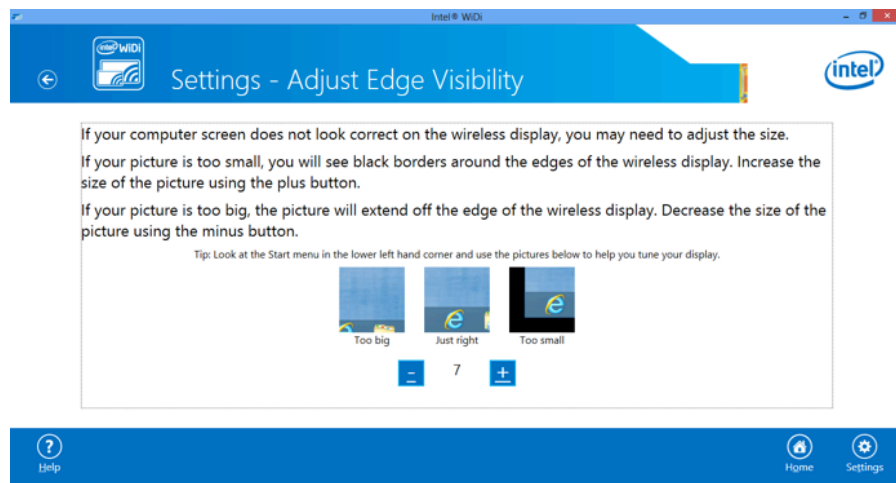 Intel® WiDi
intel WiDi
Settings - Adjust Edge Visibility
intel
If your computer screen does not look correct on the wireless display, you may need to adjust the size.
If your picture is too small, you will see black borders around the edges of the wireless display. Increase the
size of the picture using the plus button.
If your picture is too big, the picture will extend off the edge of the wireless display. Decrease the size of the
picture using the minus button.
Tip: Look at the Start menu in the lower left hand corner and use the pictures below to help you tune your display.
Too big Just right Too small
- 7 +
? 
Help Home Settings